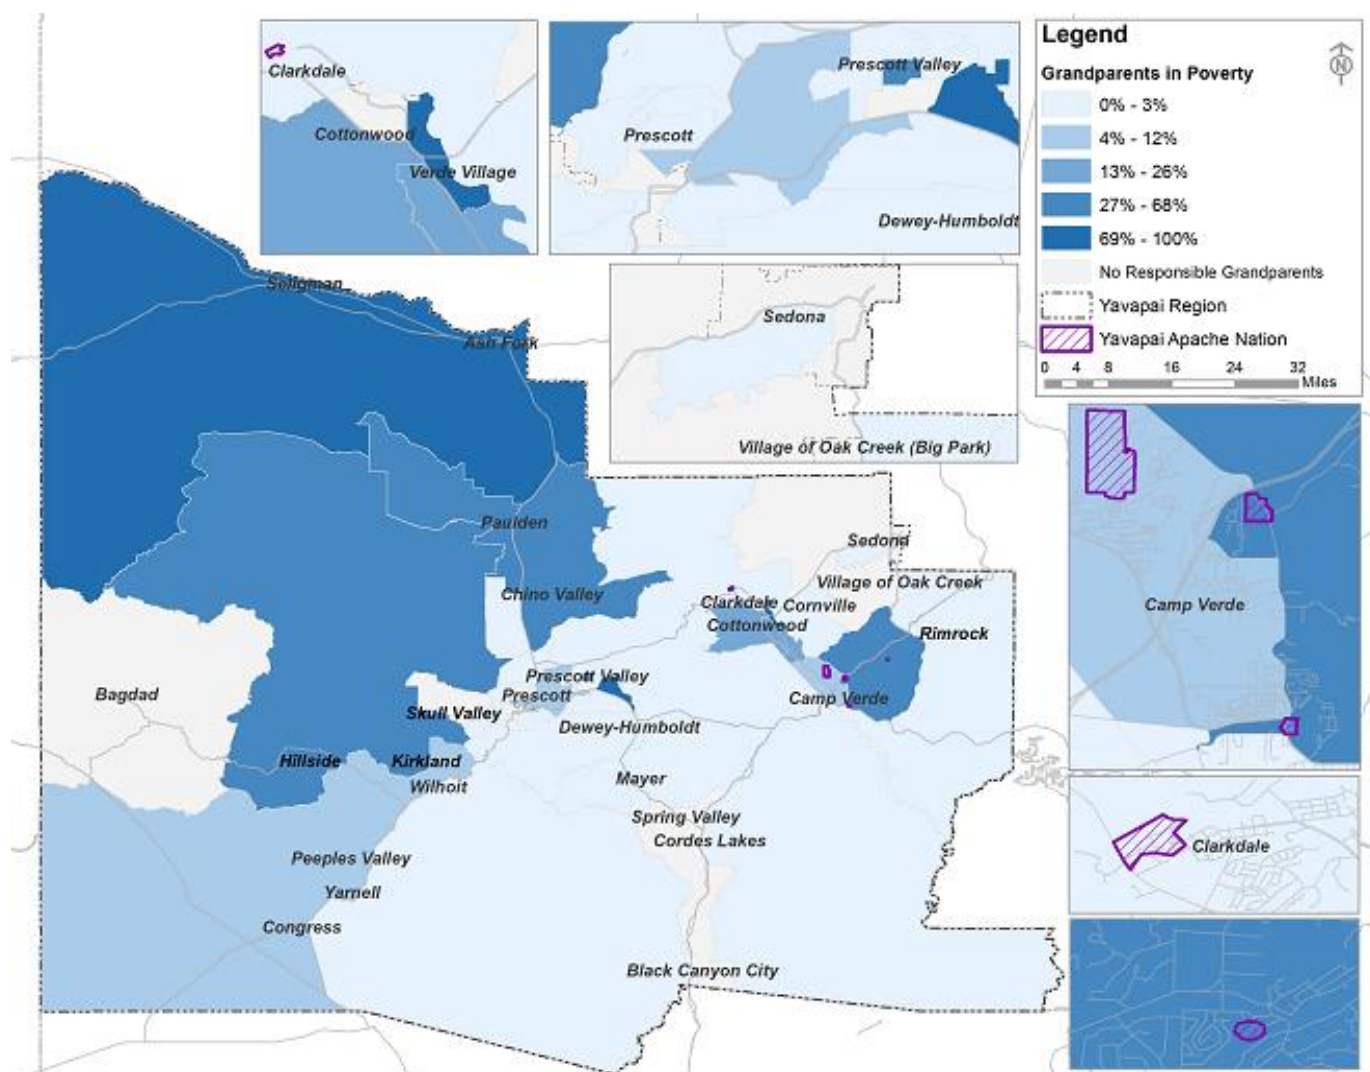 Clarkdale
Cottonwood
Verde Village
Prescott Valley
Prescott
Dewey-Humboldt
Legend
N
Grandparents in Poverty
0% - 3%
4% - 12%
13% - 26%
27% - 68%
69% - 100%
No Responsible Grandparents
Yavapai Region
Yavapai Apache Nation
0 4 8 16 24 32
Miles
Sedona
Village of Oak Creek (Big Park)
Seligman
Ash Fork
Paulden
Chino Valley
Sedona
Village of Oak Creek
Clarkdale
Cornville
Cottonwood
Rimrock
Camp Verde
Prescott Valley
Prescott
Bagdad
Skull Valley
Dewey-Humboldt
Hillside
Kirkland
Wilhoit
Mayer
Spring Valley
Cordes Lakes
Peeples Valley
Yarnell
Congress
Black Canyon City
Camp Verde
Clarkdale